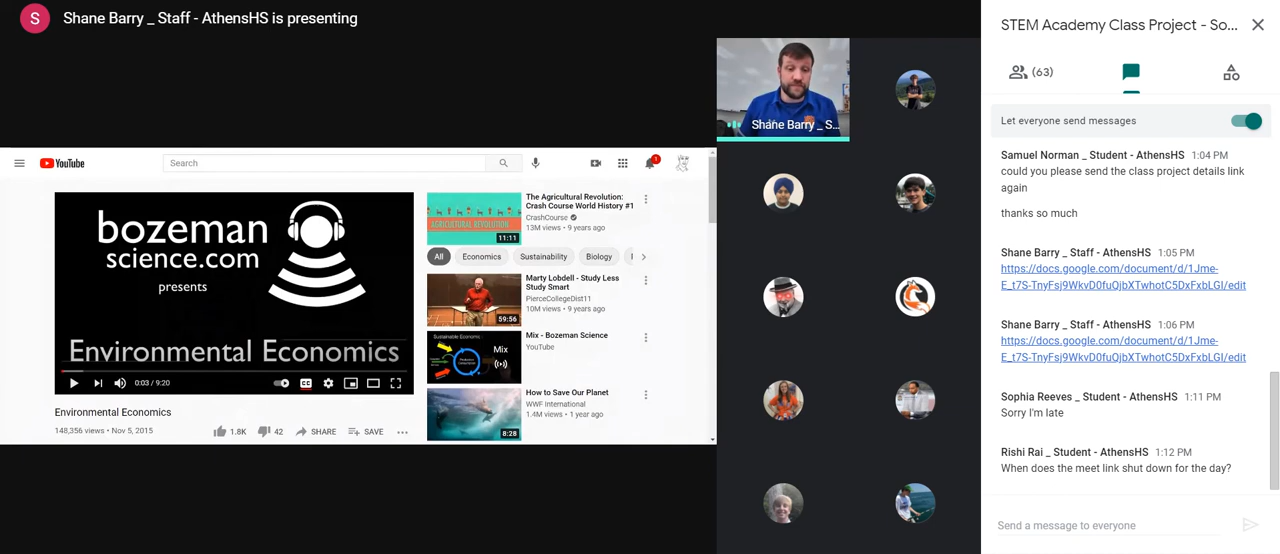 S
Shane Barry _ Staff - AthensHS is presenting
YouTube
Search
1
bozeman
science.com
presents
Environmental Economics
0:03 / 9:20
CC
Environmental Economics
148,356 views • Nov 5, 2015
1.8K
42
SHARE
SAVE
The Agricultural Revolution:
Crash Course World History #1
CrashCourse
13M views • 9 years ago
AGRICULTURAL REVOLUTION
11:11
All
Economics
Sustainability
Biology
Marty Lobdell - Study Less
Study Smart
PierceCollegeDist11
10M views • 9 years ago
59:56
Mix - Bozeman Science
YouTube
Mix
How to Save Our Planet
WWF International
1.4M views • 1 year ago
8:28
Shane Barry _ S...
STEM Academy Class Project - So...
(63)
Let everyone send messages
Samuel Norman _ Student - AthensHS 1:04 PM
could you please send the class project details link
again
thanks so much
Shane Barry _ Staff - AthensHS 1:05 PM
https://docs.google.com/document/d/1Jme-
E_t7S-TnyFsj9WkvD0fuQjbXTwhotC5DxFxbLGI/edit
Shane Barry _ Staff - AthensHS 1:06 PM
https://docs.google.com/document/d/1Jme-
E_t7S-TnyFsj9WkvD0fuQjbXTwhotC5DxFxbLGI/edit
Sophia Reeves _ Student - AthensHS 1:11 PM
Sorry I'm late
Rishi Rai _ Student - AthensHS 1:12 PM
When does the meet link shut down for the day?
Send a message to everyone